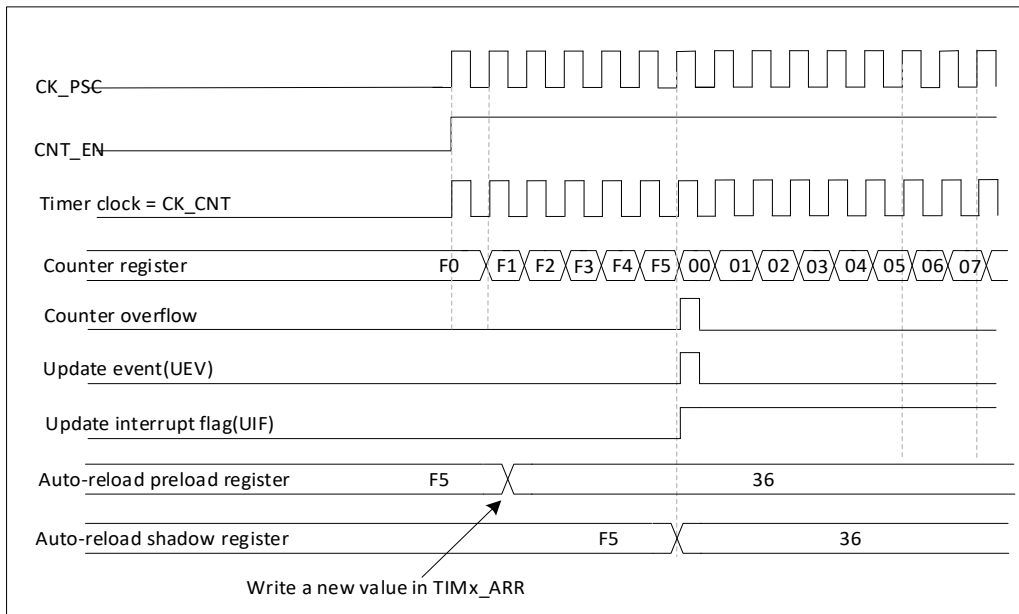 CK_PSC
CNT_EN
Timer clock = CK_CNT
Counter register F0 F1 F2 F3 F4 F5 00 01 02 03 04 05 06 07
Counter overflow
Update event(UEV)
Update interrupt flag(UIF)
Auto-reload preload register F5 36
Auto-reload shadow register F5 36
Write a new value in TIMx_ARR